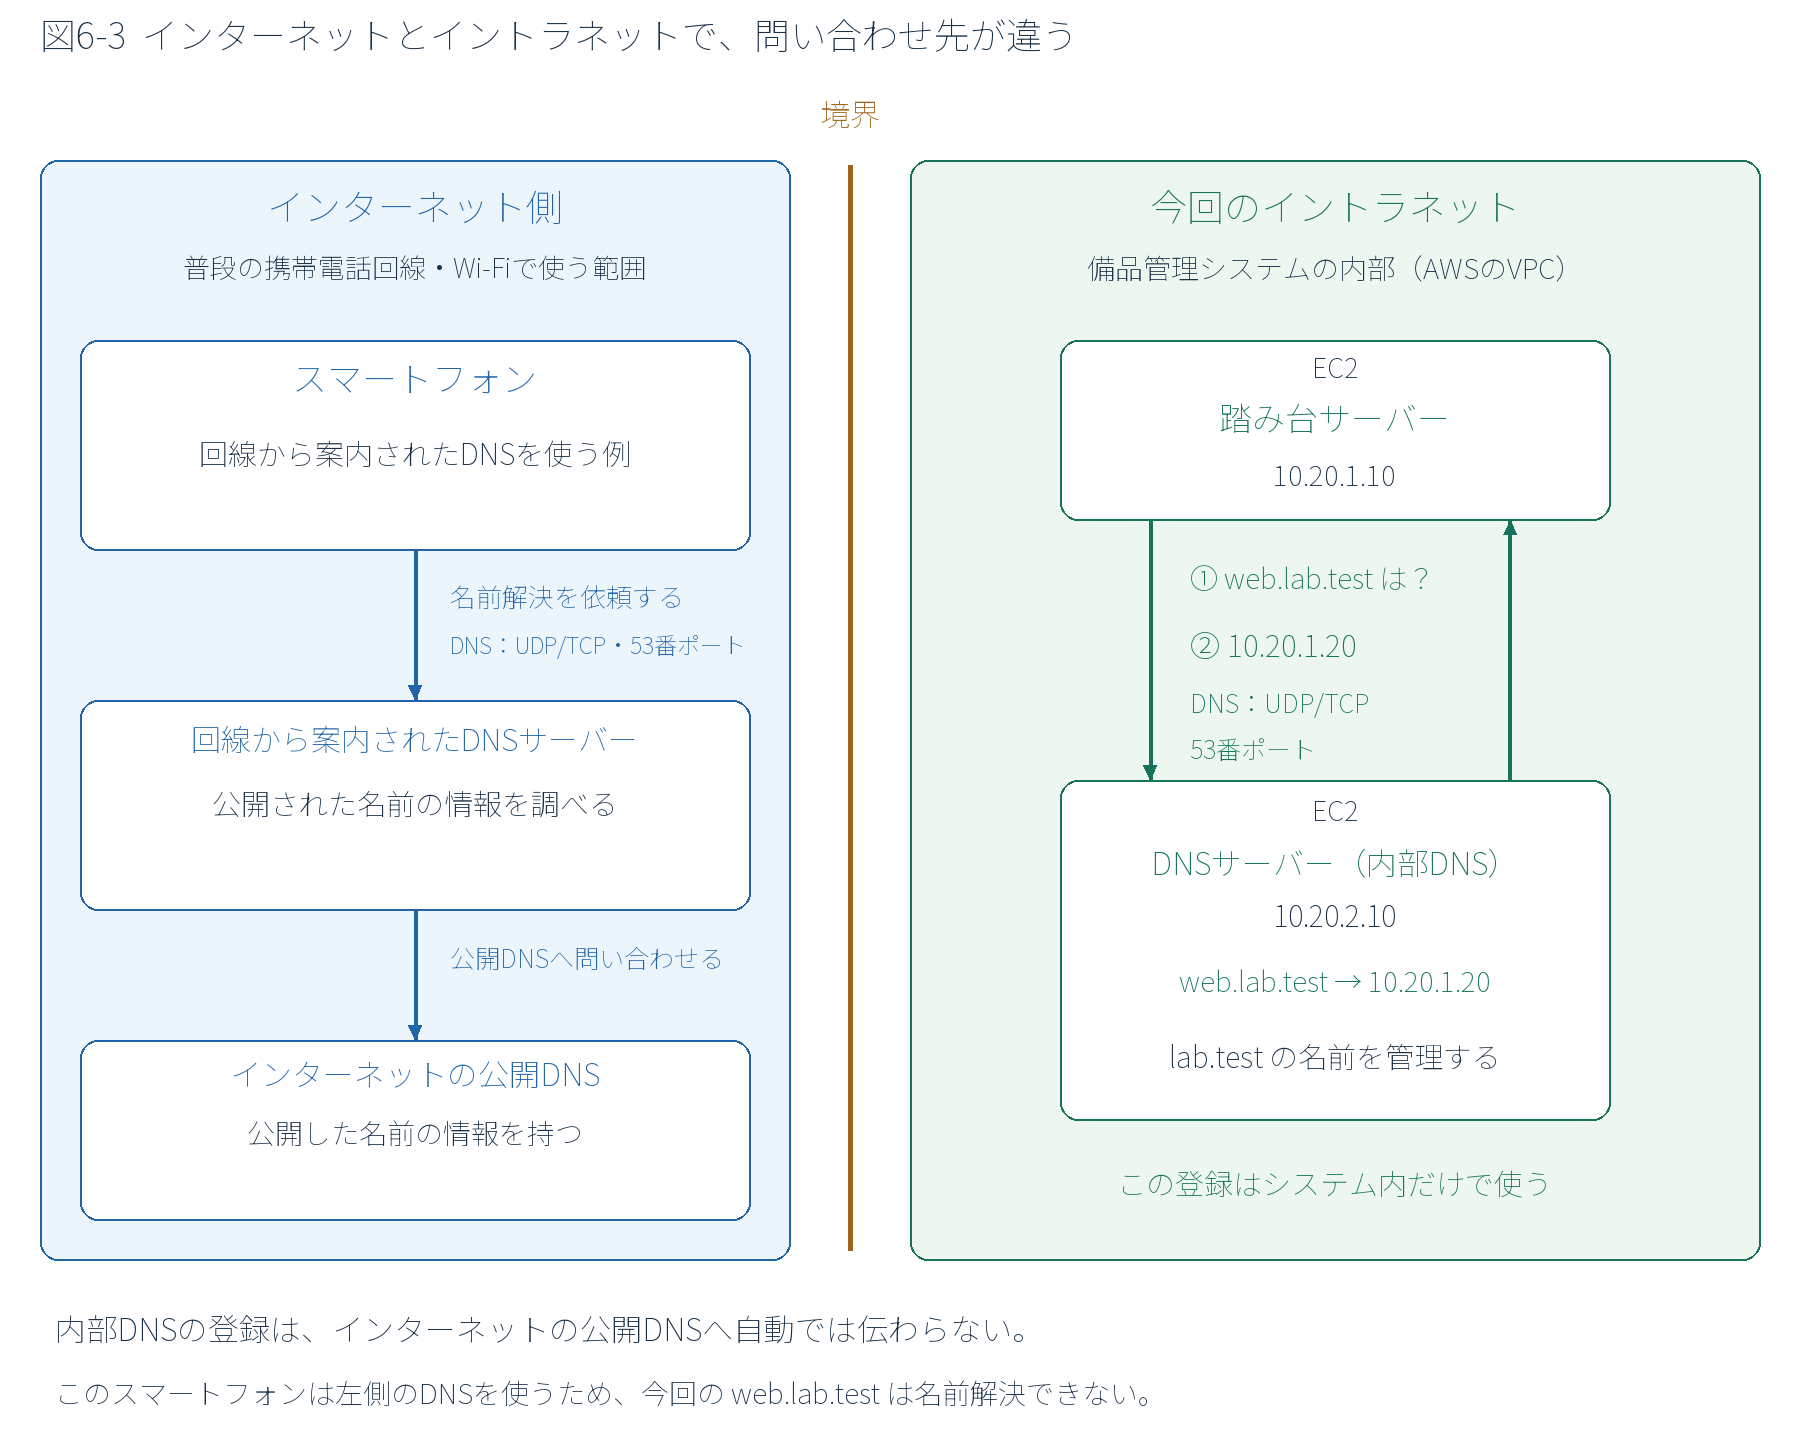 図6-3 インターネットとイントラネットで、問い合わせ先が違う
境界
インターネット側
普段の携帯電話回線・Wi-Fiで使う範囲
スマートフォン
回線から案内されたDNSを使う例
名前解決を依頼する
DNS：UDP/TCP・53番ポート
回線から案内されたDNSサーバー
公開された名前の情報を調べる
公開DNSへ問い合わせる
インターネットの公開DNS
公開した名前の情報を持つ
今回のイントラネット
備品管理システムの内部（AWSのVPC）
EC2
踏み台サーバー
10.20.1.10
① web.lab.test は？
② 10.20.1.20
DNS：UDP/TCP
53番ポート
EC2
DNSサーバー（内部DNS）
10.20.2.10
web.lab.test → 10.20.1.20
lab.test の名前を管理する
この登録はシステム内だけで使う
内部DNSの登録は、インターネットの公開DNSへ自動では伝わらない。
このスマートフォンは左側のDNSを使うため、今回の web.lab.test は名前解決できない。